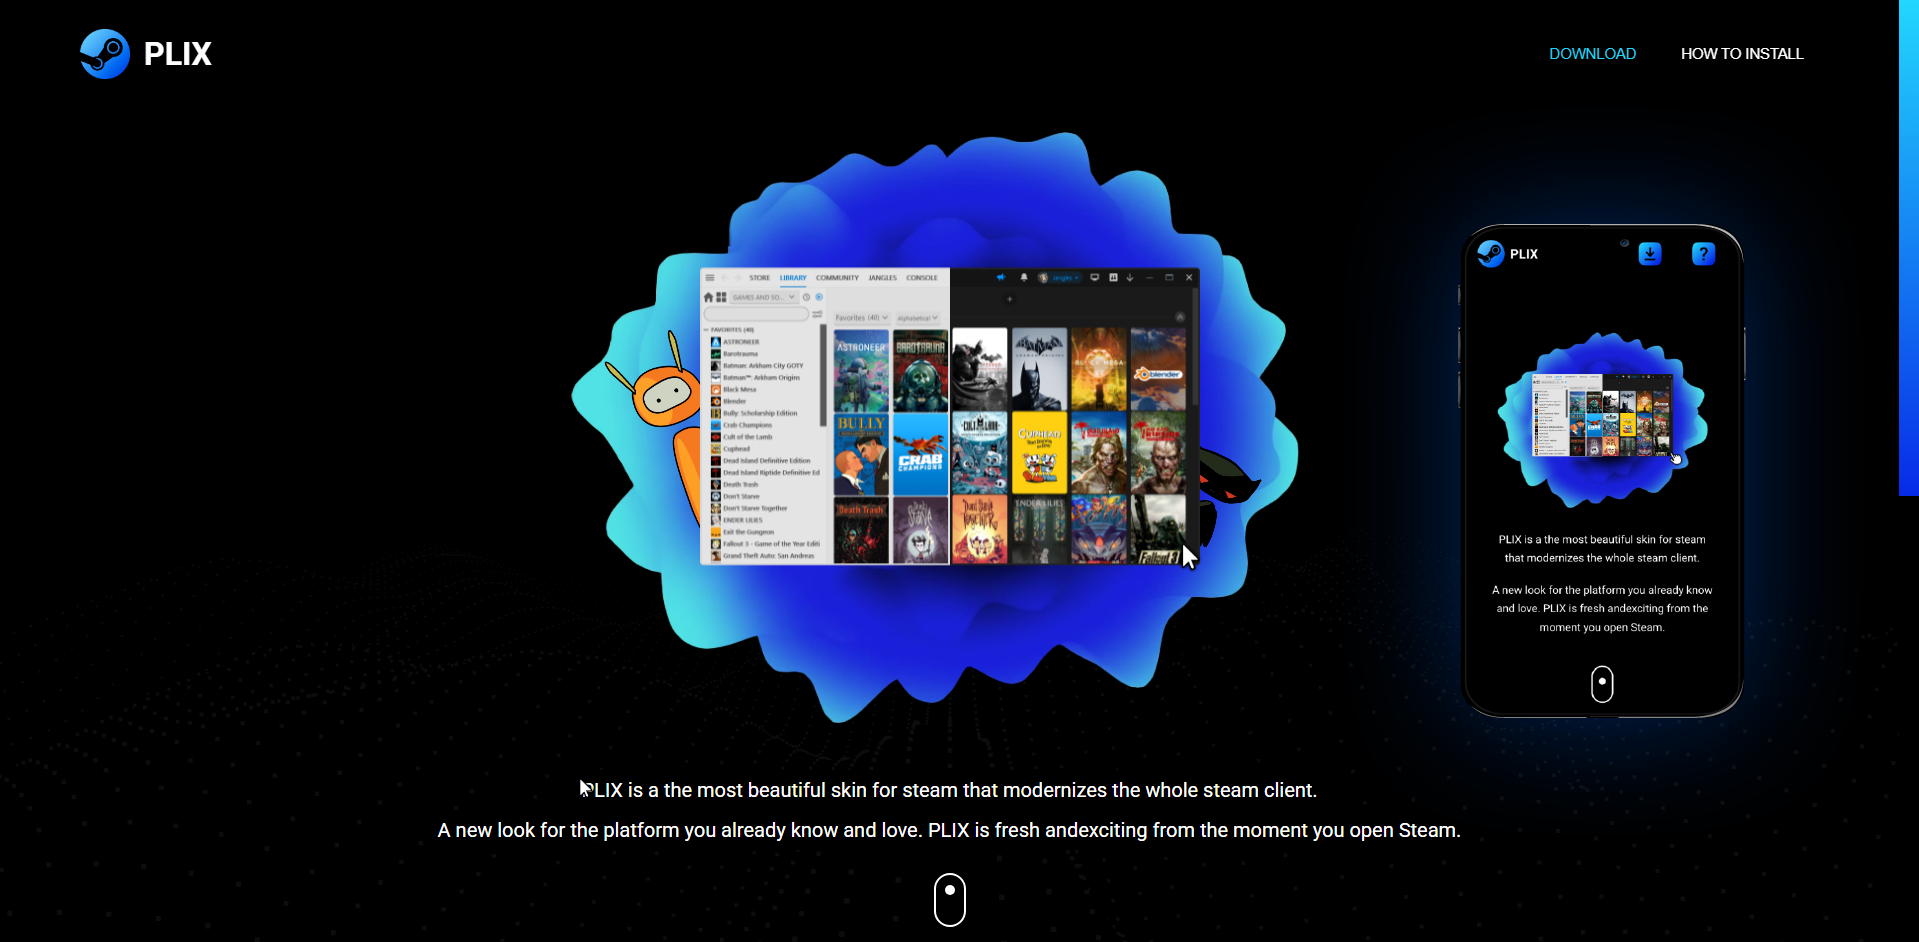 PLIX
DOWNLOAD
HOW TO INSTALL
STORE LIBRARY COMMUNITY JANGLES CONSOLE
Jangles
GAMES AND SO...
FAVORITES (40)
ASTRONEER
Barotrauma
Batman: Arkham City GOTY
Batman™: Arkham Origins
Black Mesa
Blender
Bully: Scholarship Edition
Crab Champions
Cult of the Lamb
Cuphead
Dead Island Definitive Edition
Dead Island Riptide Definitive Ed
Death Trash
Don't Starve
Don't Starve Together
ENDER LILIES
Exit the Gungeon
Fallout 3 - Game of the Year Editi
Grand Theft Auto: San Andreas
Favorites (40) Alphabetical
ASTRONEER
BAROTRAUMA
BLACK MESA
blender
BULLY
CRAB
CHAMPIONS
CULT LAMB
CUPHEAD
Death Trash
Don't Starve
TOGETHER
ENDER LILIES
Fallout 3
PLIX
?
PLIX is a the most beautiful skin for steam
that modernizes the whole steam client.
A new look for the platform you already know
and love. PLIX is fresh andexciting from the
moment you open Steam.
PLIX is a the most beautiful skin for steam that modernizes the whole steam client.
A new look for the platform you already know and love. PLIX is fresh andexciting from the moment you open Steam.